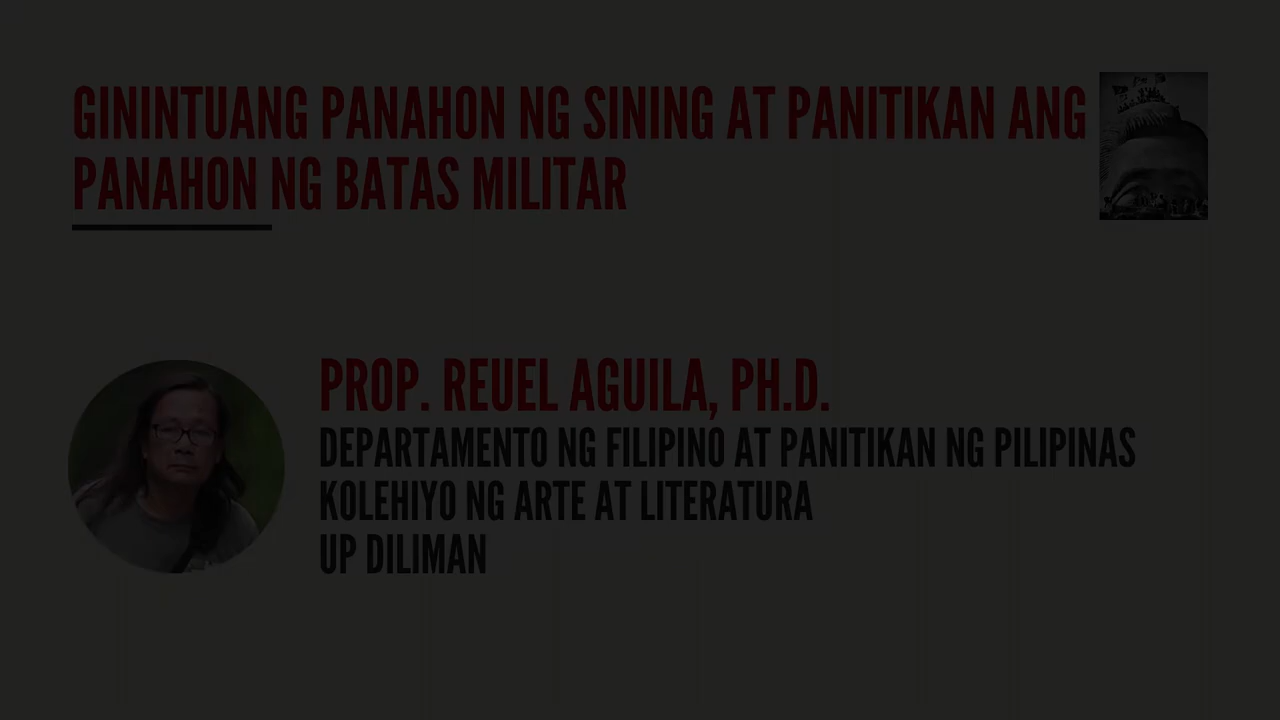 GININTUANG PANAHON NG SINING AT PANITIKAN ANG
PANAHON NG BATAS MILITAR
PROP. REUEL AGUILA, PH.D.
DEPARTAMENTO NG FILIPINO AT PANITIKAN NG PILIPINAS
KOLEHIYO NG ARTE AT LITERATURA
UP DILIMAN